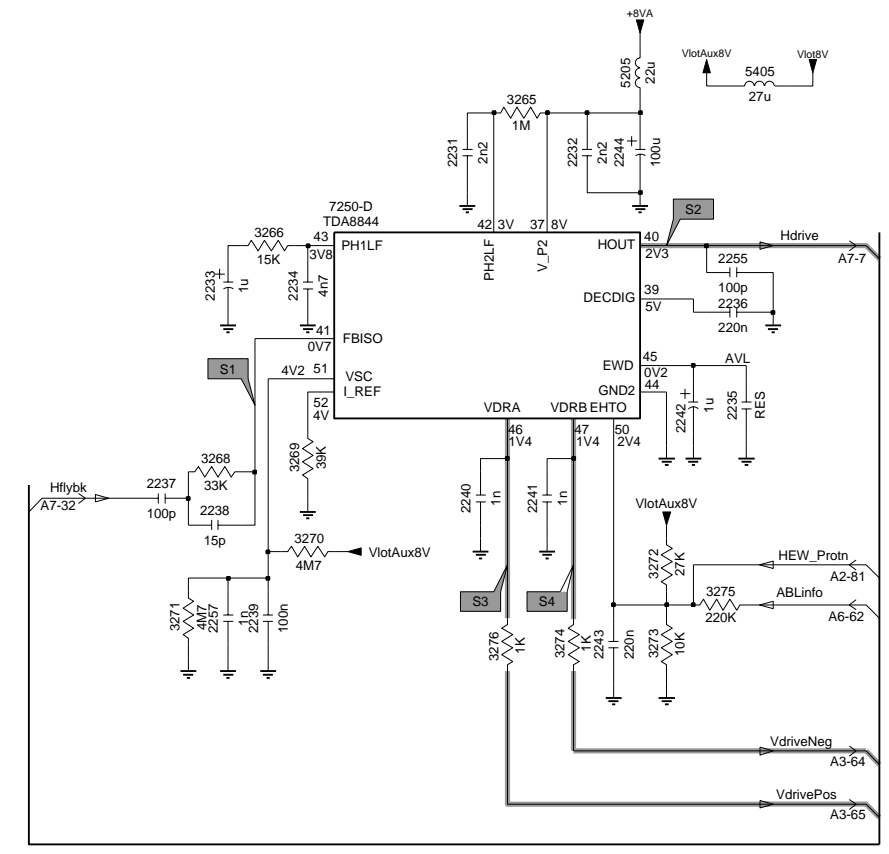 +8VA
VlotAux8V
Vlot8V
5205
22u
5405
27u
3265
1M
2231
2n2
2232
2n2
2244
+
100u
7250-D
TDA8844
42 3V
37 8V
S2
3266
15K
43
3V8
PH1LF
PH2LF
V_P2
HOUT
40
2V3
Hdrive
A7-7
2233
+
1u
2234
4n7
2255
100p
DECDIG
39
5V
2236
220n
41
0V7
FBISO
S1
4V2 51
VSC
I_REF
52
4V
EWD
45
0V2
AVL
GND2
44
2242
+
1u
2235
RES
VDRA
VDRB
EHTO
46
1V4
47
1V4
50
2V4
3269
39K
3268
33K
Hflybk
A7-32
2237
100p
2238
15p
2240
1n
2241
1n
VlotAux8V
3270
4M7
VlotAux8V
3272
27K
HEW_Protn
A2-81
3275
220K
ABLinfo
A6-62
S3
S4
3271
4M7
2257
1n
2239
100n
3276
1K
3274
1K
2243
220n
3273
10K
VdriveNeg
A3-64
VdrivePos
A3-65